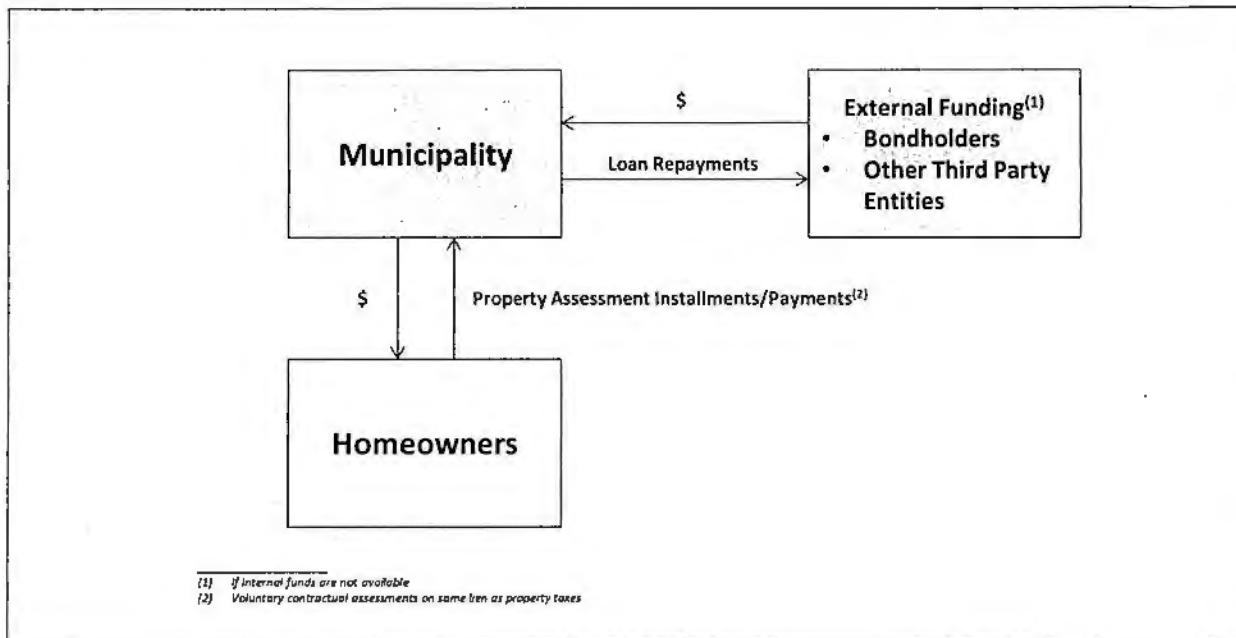 $
External Funding(1)
Municipality
• Bondholders
Loan Repayments
• Other Third Party
Entities
$
Property Assessment Installments/Payments(2)
Homeowners
(1) If internal funds are not available
(2) Voluntary contractual assessments on same lien as property taxes